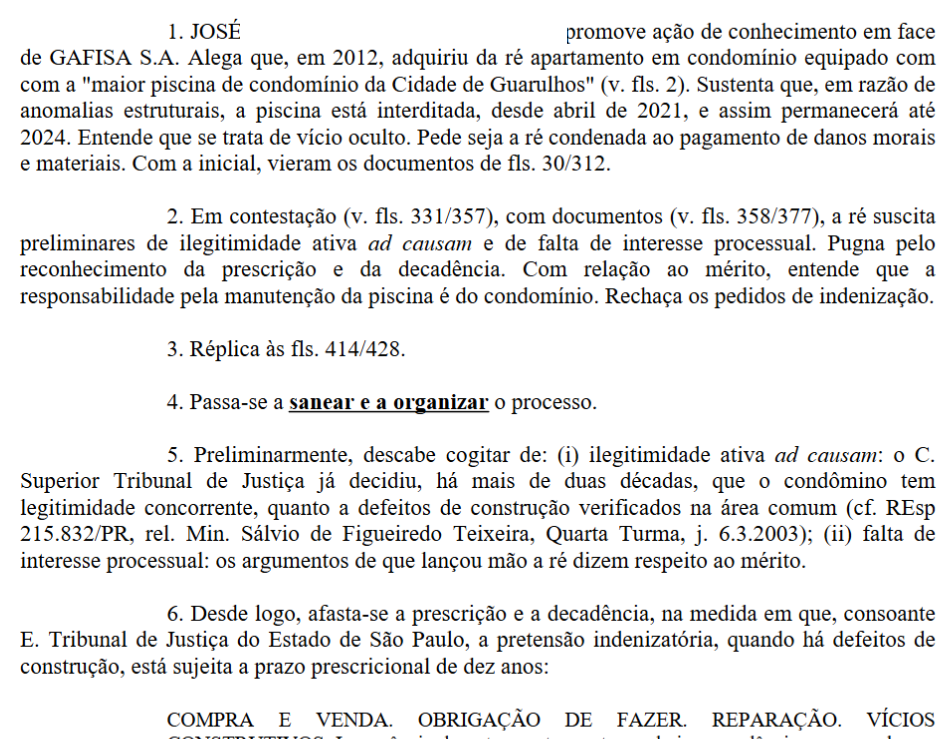 1. JOSÉ promove ação de conhecimento em face
de GAFISA S.A. Alega que, em 2012, adquiriu da ré apartamento em condomínio equipado com
com a "maior piscina de condomínio da Cidade de Guarulhos" (v. fls. 2). Sustenta que, em razão de
anomalias estruturais, a piscina está interditada, desde abril de 2021, e assim permanecerá até
2024. Entende que se trata de vício oculto. Pede seja a ré condenada ao pagamento de danos morais
e materiais. Com a inicial, vieram os documentos de fls. 30/312.
2. Em contestação (v. fls. 331/357), com documentos (v. fls. 358/377), a ré suscita
preliminares de ilegitimidade ativa ad causam e de falta de interesse processual. Pugna pelo
reconhecimento da prescrição e da decadência. Com relação ao mérito, entende que a
responsabilidade pela manutenção da piscina é do condomínio. Rechaça os pedidos de indenização.
3. Réplica às fls. 414/428.
4. Passa-se a sanear e a organizar o processo.
5. Preliminarmente, descabe cogitar de: (i) ilegitimidade ativa ad causam: o C.
Superior Tribunal de Justiça já decidiu, há mais de duas décadas, que o condômino tem
legitimidade concorrente, quanto a defeitos de construção verificados na área comum (cf. REsp
215.832/PR, rel. Min. Sálvio de Figueiredo Teixeira, Quarta Turma, j. 6.3.2003); (ii) falta de
interesse processual: os argumentos de que lançou mão a ré dizem respeito ao mérito.
6. Desde logo, afasta-se a prescrição e a decadência, na medida em que, consoante
E. Tribunal de Justiça do Estado de São Paulo, a pretensão indenizatória, quando há defeitos de
construção, está sujeita a prazo prescricional de dez anos:
COMPRA E VENDA. OBRIGAÇÃO DE FAZER. REPARAÇÃO. VÍCIOS